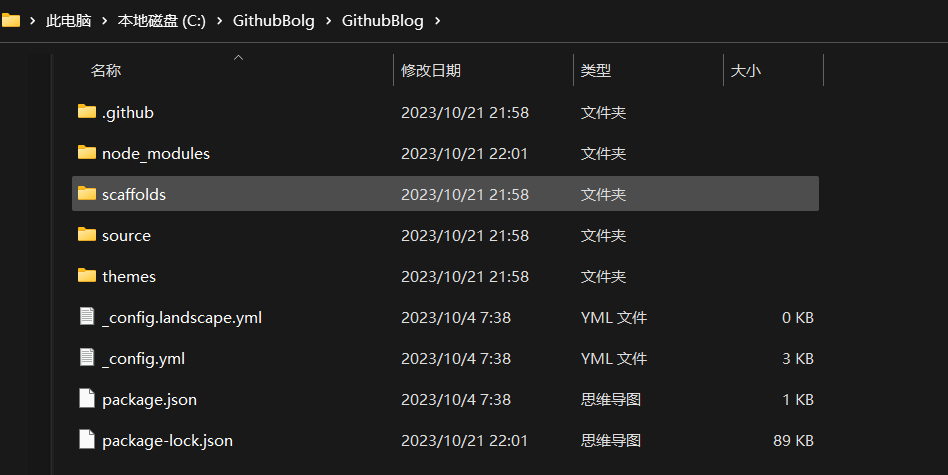 此电脑 > 本地磁盘 (C:) > GithubBolg > GithubBlog >
名称 修改日期 类型 大小
.github 2023/10/21 21:58 文件夹
node_modules 2023/10/21 22:01 文件夹
scaffolds 2023/10/21 21:58 文件夹
source 2023/10/21 21:58 文件夹
themes 2023/10/21 21:58 文件夹
_config.landscape.yml 2023/10/4 7:38 YML 文件 0 KB
_config.yml 2023/10/4 7:38 YML 文件 3 KB
package.json 2023/10/4 7:38 思维导图 1 KB
package-lock.json 2023/10/21 22:01 思维导图 89 KB